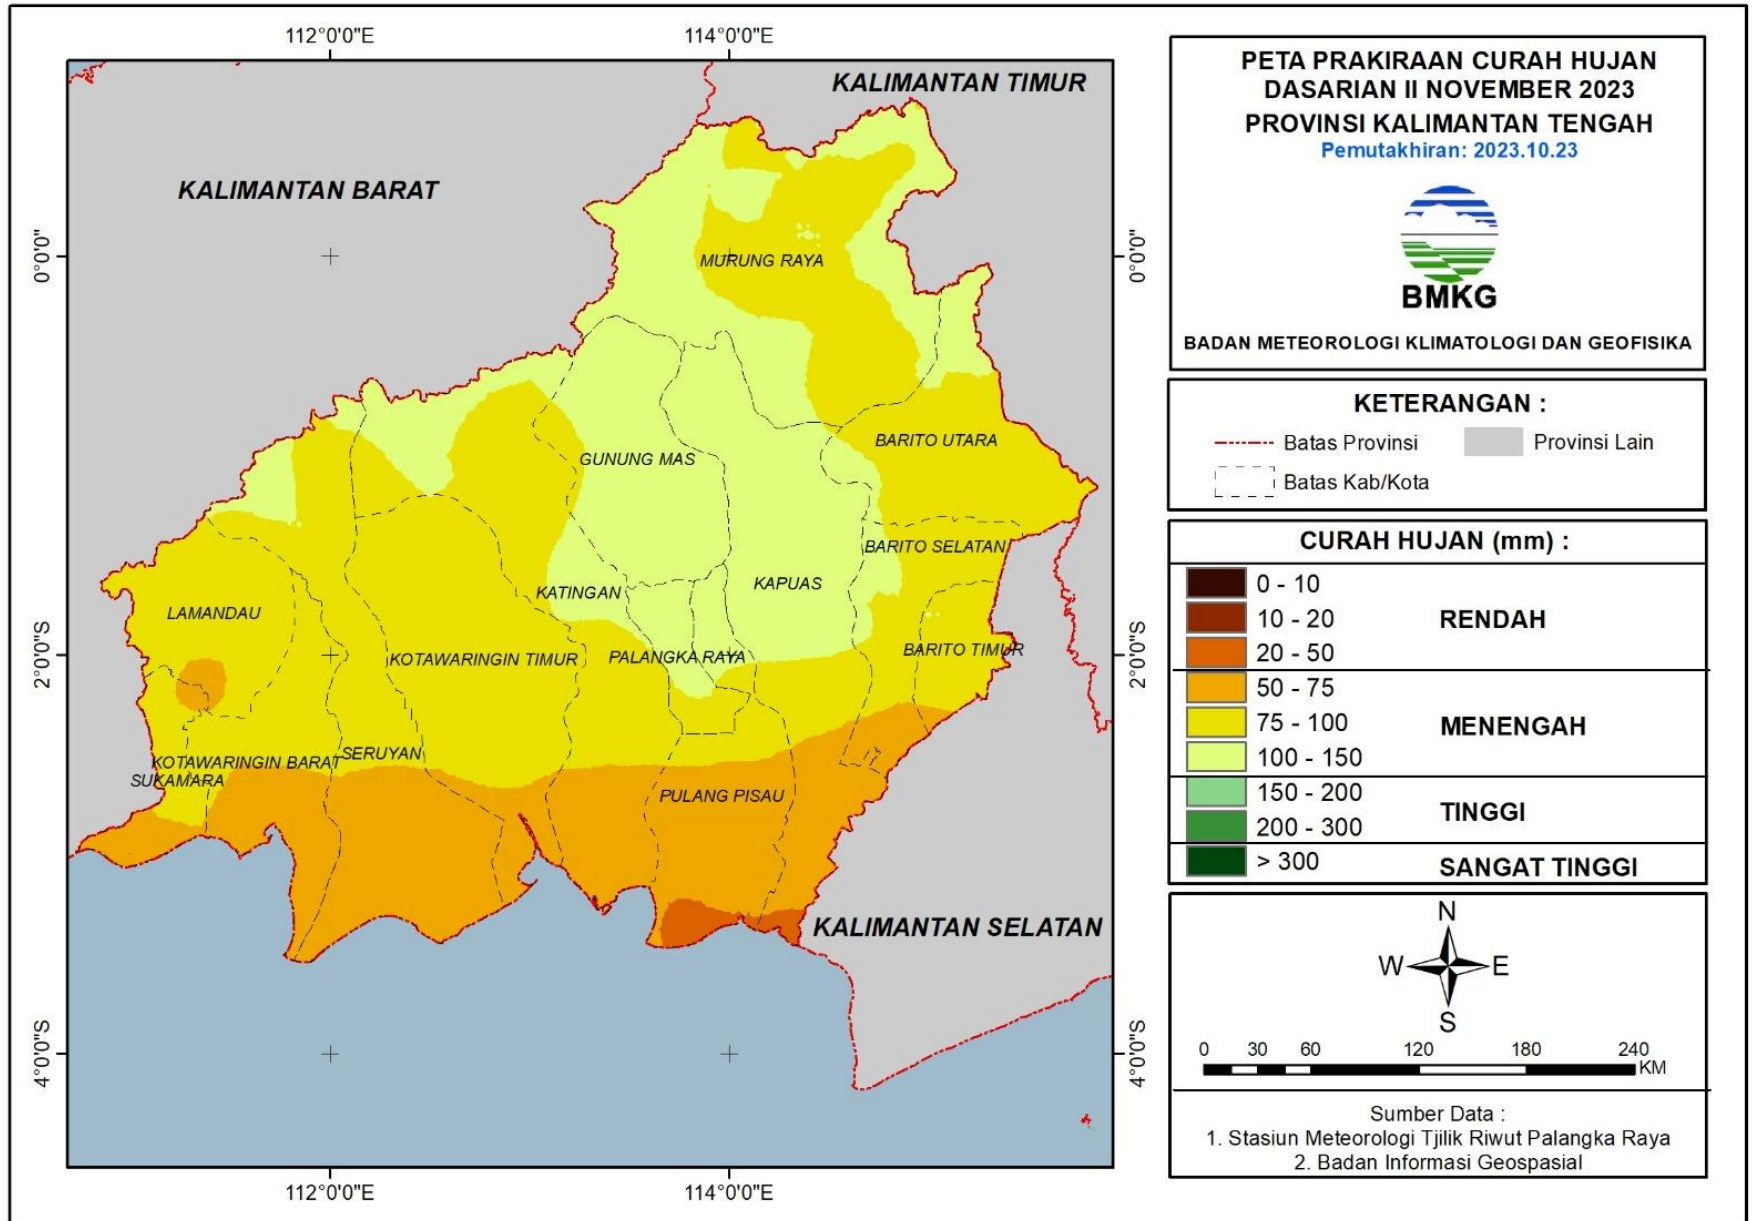 112°0'0"E
114°0'0"E
KALIMANTAN TIMUR
KALIMANTAN BARAT
0°0'0"
0°0'0"
MURUNG RAYA
BARITO UTARA
GUNUNG MAS
BARITO SELATAN
KATINGAN
KAPUAS
LAMANDAU
2°0'0"S
KOTAWARINGIN TIMUR
PALANGKA RAYA
BARITO TIMUR
2°0'0"S
KOTAWARINGIN BARAT
SERUYAN
SUKAMARA
PULANG PISAU
KALIMANTAN SELATAN
4°0'0"S
4°0'0"S
112°0'0"E
114°0'0"E
PETA PRAKIRAAN CURAH HUJAN
DASARIAN II NOVEMBER 2023
PROVINSI KALIMANTAN TENGAH
Pemutakhiran: 2023.10.23
BMKG
BADAN METEOROLOGI KLIMATOLOGI DAN GEOFISIKA
KETERANGAN :
Batas Provinsi
Provinsi Lain
Batas Kab/Kota
CURAH HUJAN (mm) :
0 - 10
10 - 20
RENDAH
20 - 50
50 - 75
75 - 100
MENENGAH
100 - 150
150 - 200
TINGGI
200 - 300
> 300
SANGAT TINGGI
N
W
E
S
0 30 60 120 180 240
KM
Sumber Data :
1. Stasiun Meteorologi Tjilik Riwut Palangka Raya
2. Badan Informasi Geospasial